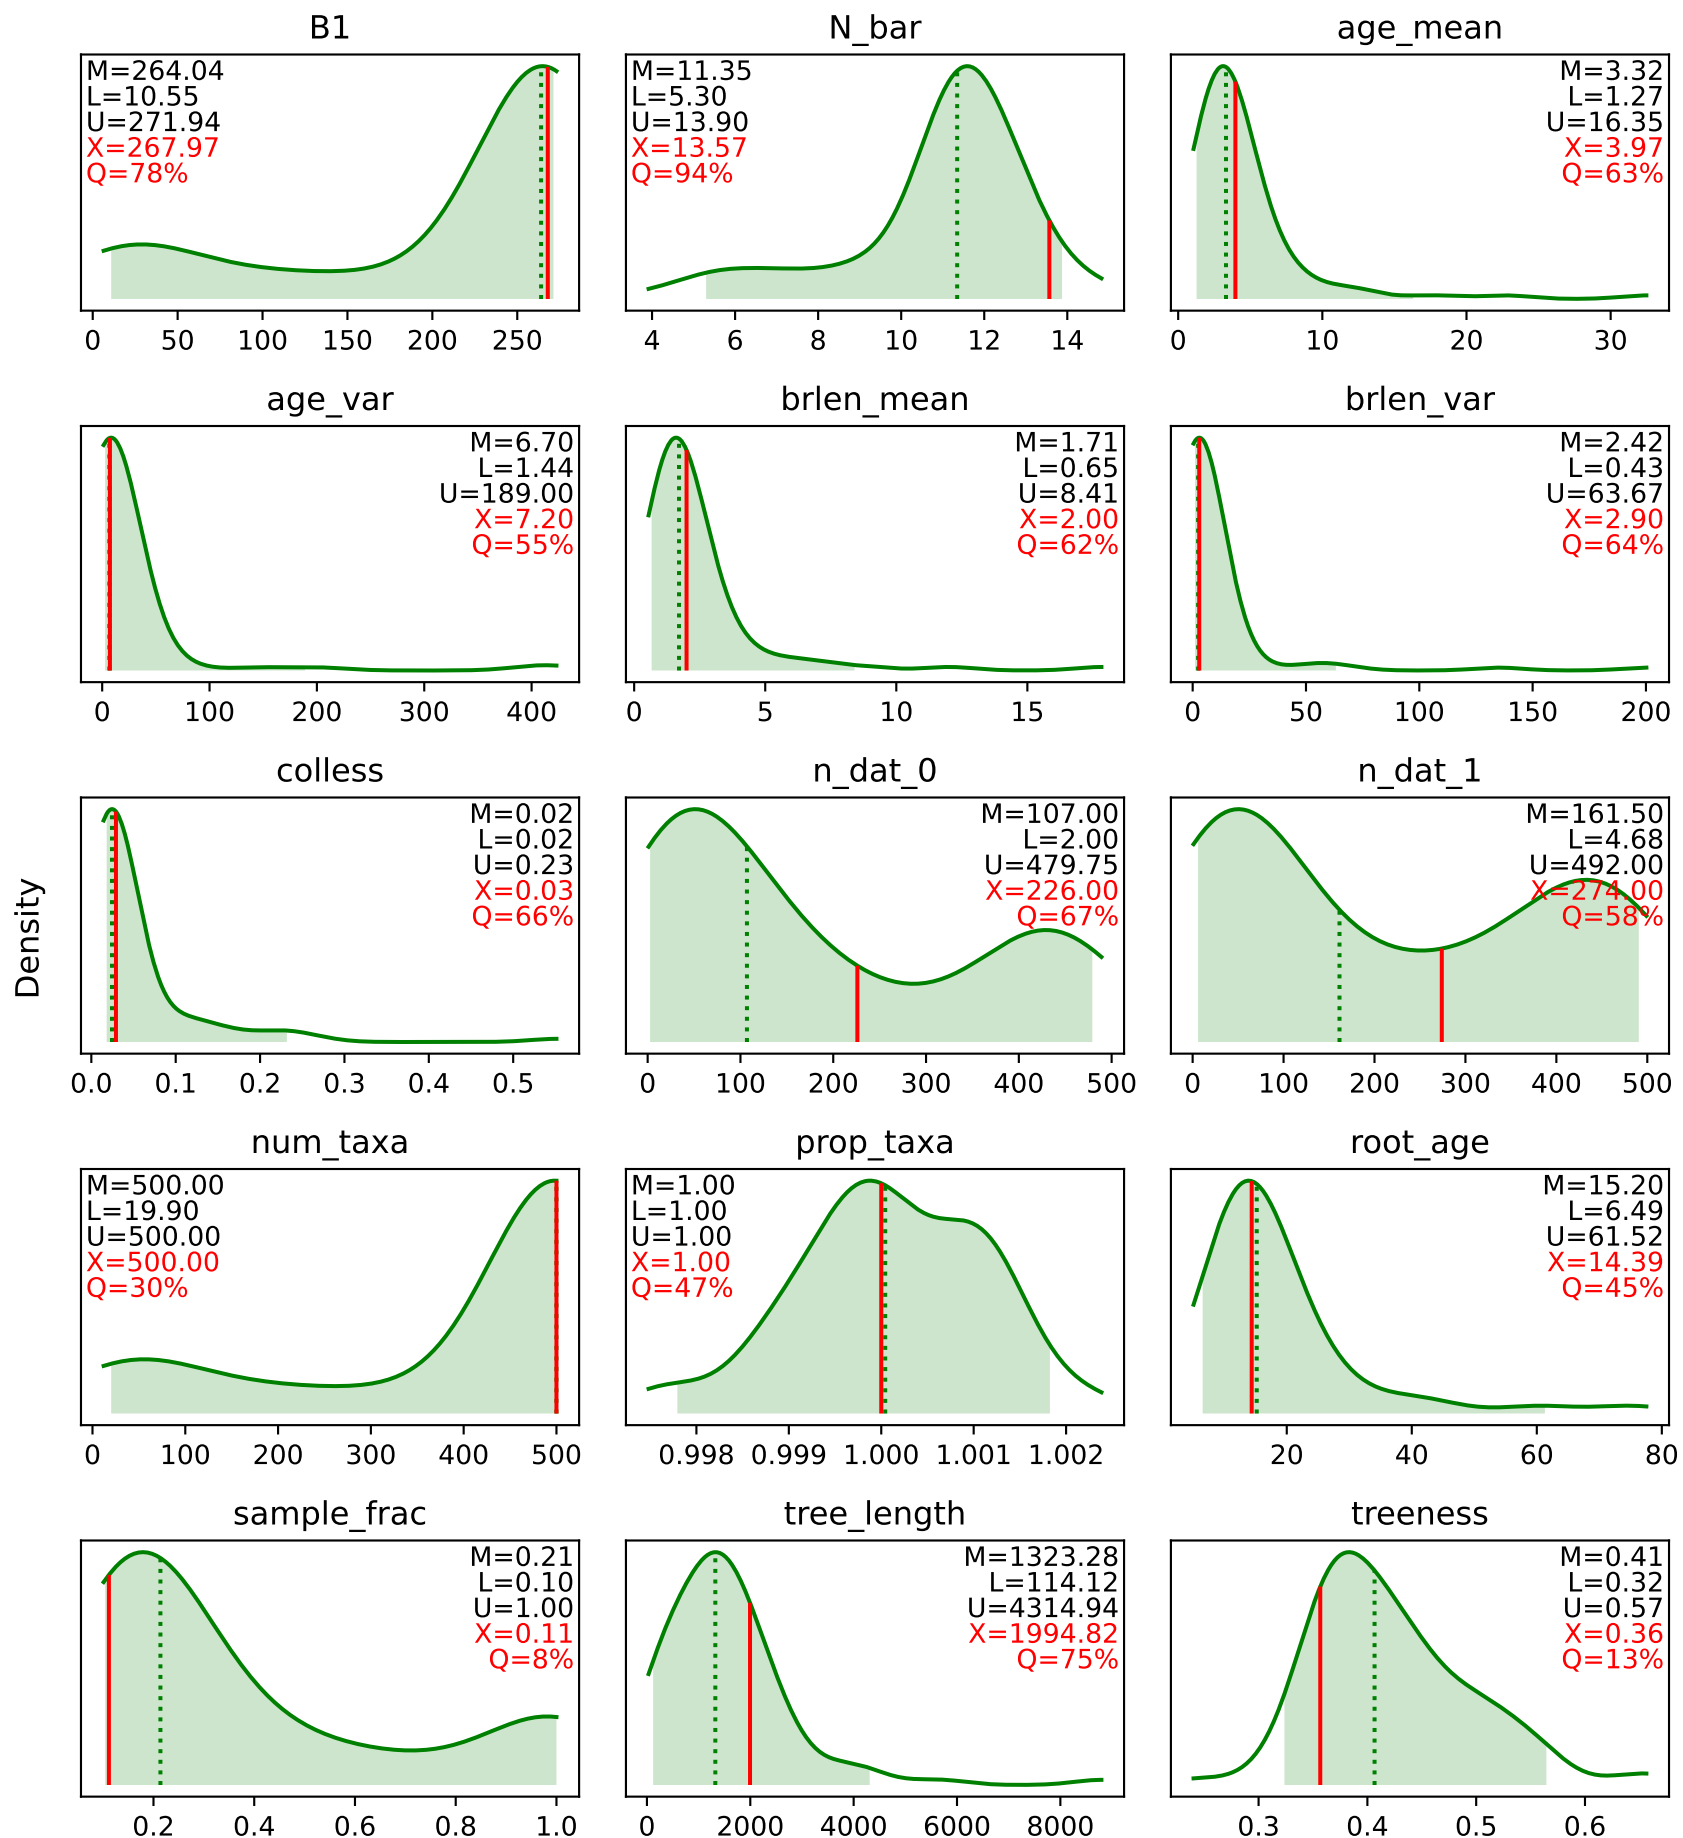 B1
M=264.04
L=10.55
U=271.94
X=267.97
Q=78%
0 50 100 150 200 250
N_bar
M=11.35
L=5.30
U=13.90
X=13.57
Q=94%
4 6 8 10 12 14
age_mean
M=3.32
L=1.27
U=16.35
X=3.97
Q=63%
0 10 20 30
age_var
M=6.70
L=1.44
U=189.00
X=7.20
Q=55%
0 100 200 300 400
brlen_mean
M=1.71
L=0.65
U=8.41
X=2.00
Q=62%
0 5 10 15
brlen_var
M=2.42
L=0.43
U=63.67
X=2.90
Q=64%
0 50 100 150 200
Density
colless
M=0.02
L=0.02
U=0.23
X=0.03
Q=66%
0.0 0.1 0.2 0.3 0.4 0.5
n_dat_0
M=107.00
L=2.00
U=479.75
X=226.00
Q=67%
0 100 200 300 400 500
n_dat_1
M=161.50
L=4.68
U=492.00
X=274.00
Q=58%
0 100 200 300 400 500
num_taxa
M=500.00
L=19.90
U=500.00
X=500.00
Q=30%
0 100 200 300 400 500
prop_taxa
M=1.00
L=1.00
U=1.00
X=1.00
Q=47%
0.998 0.999 1.000 1.001 1.002
root_age
M=15.20
L=6.49
U=61.52
X=14.39
Q=45%
20 40 60 80
sample_frac
M=0.21
L=0.10
U=1.00
X=0.11
Q=8%
0.2 0.4 0.6 0.8 1.0
tree_length
M=1323.28
L=114.12
U=4314.94
X=1994.82
Q=75%
0 2000 4000 6000 8000
treeness
M=0.41
L=0.32
U=0.57
X=0.36
Q=13%
0.3 0.4 0.5 0.6